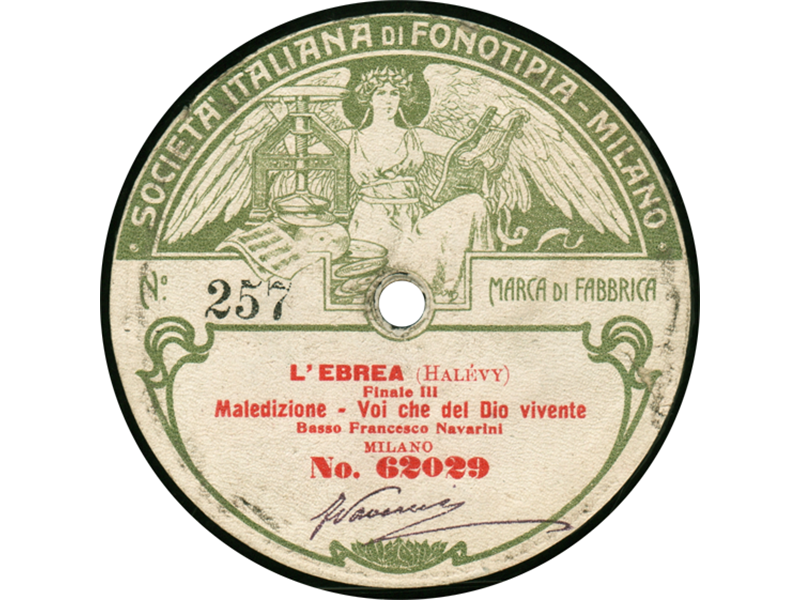 SOCIETÀ ITALIANA DI FONOTIPIA - MILANO
No. 257
MARCA DI FABBRICA
L'EBREA (HALÉVY)
Finale III
Maledizione - Voi che del Dio vivente
Basso Francesco Navarini
MILANO
No. 62029